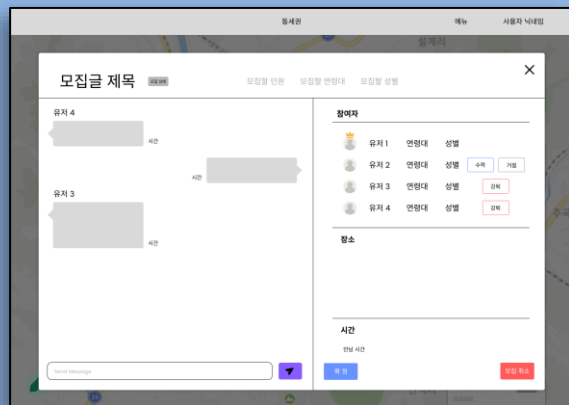 동세권 메뉴 사용자 닉네임
설계리
모집글 제목 모집할 인원 모집할 연령대 모집할 성별
유저 4
시간
시간
유저 3
시간
Send Message
참여자
유저 1 연령대 성별
유저 2 연령대 성별 수락 거절
유저 3 연령대 성별 강퇴
유저 4 연령대 성별 강퇴
장소
시간
만남 시간
확 정 모집 취소